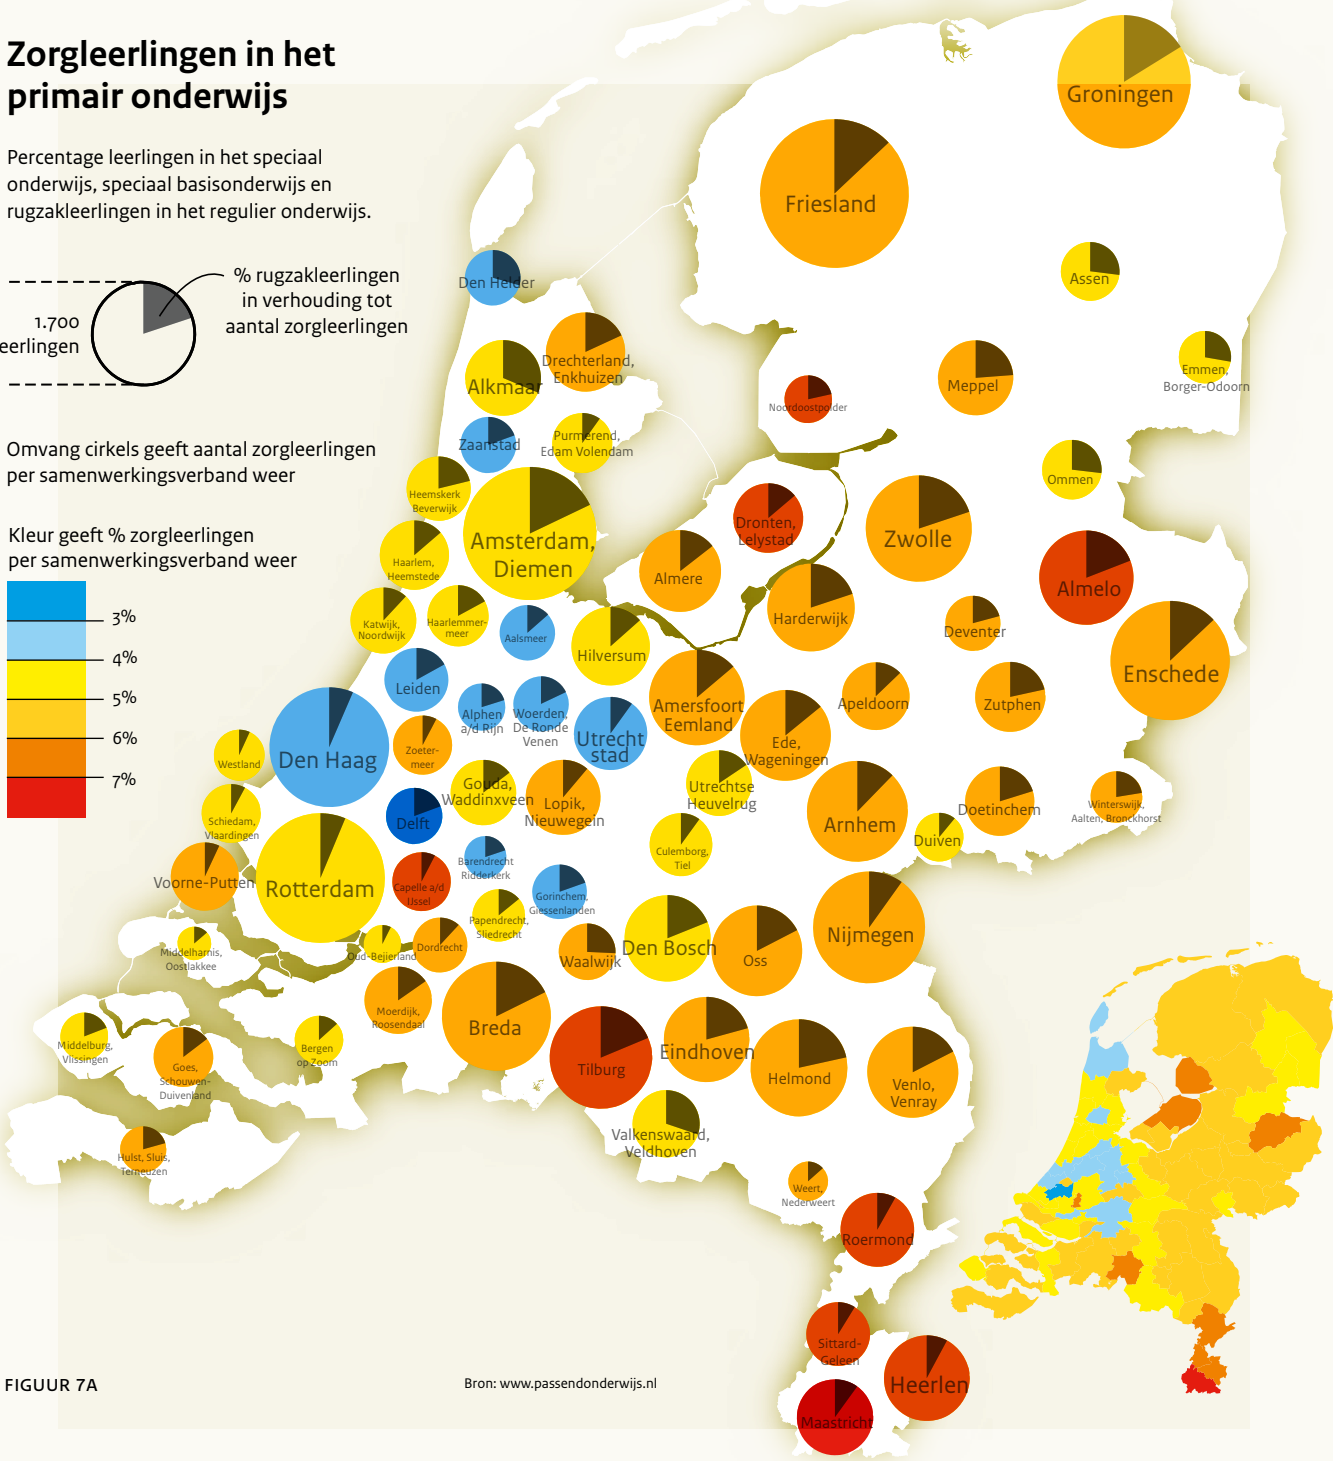 Zorgleerlingen in het
primair onderwijs
Percentage leerlingen in het speciaal
onderwijs, speciaal basisonderwijs en
rugzakleerlingen in het regulier onderwijs.
% rugzakleerlingen
in verhouding tot
aantal zorgleerlingen
1.700
eerlingen
Omvang cirkels geeft aantal zorgleerlingen
per samenwerkingsverband weer
Kleur geeft % zorgleerlingen
per samenwerkingsverband weer
3%
4%
5%
6%
7%
Groningen
Friesland
Assen
Den Helder
Drechterland,
Enkhuizen
Alkmaar
Meppel
Emmen,
Borger-Odoorn
Noordoostpolder
Zaanstad
Purmerend,
Edam Volendam
Ommen
Heemskerk
Beverwijk
Amsterdam,
Diemen
Dronten,
Lelystad
Zwolle
Haarlem,
Heemstede
Almere
Almelo
Katwijk,
Noordwijk
Haarlemmer-
meer
Aalsmeer
Hilversum
Harderwijk
Deventer
Enschede
Leiden
Alphen
a/d Rijn
Woerden,
De Ronde
Venen
Utrecht
stad
Amersfoort
Eemland
Apeldoorn
Zutphen
Den Haag
Zoeter-
meer
Westland
Ede,
Wageningen
Gouda,
Waddinxveen
Lopik,
Nieuwegein
Utrechtse
Heuvelrug
Schiedam,
Vlaardingen
Delft
Arnhem
Doetinchem
Winterswijk,
Aalten, Bronckhorst
Duiven
Culemborg,
Tiel
Barendrecht
Ridderkerk
Voorne-Putten
Rotterdam
Capelle a/d
IJssel
Gorinchem,
Giessenlanden
Papendrecht,
Sliedrecht
Middelharnis,
Oostlakkee
Oud-Bejierland
Dordrecht
Waalwijk
Den Bosch
Oss
Nijmegen
Moerdijk,
Roosendaal
Breda
Middelburg,
Vlissingen
Goes,
Schouwen-
Duivenland
Bergen
op Zoom
Tilburg
Eindhoven
Helmond
Venlo,
Venray
Valkenswaard,
Veldhoven
Hulst, Sluis,
Terneuzen
Weert,
Nederweert
Roermond
Sittard-
Geleen
Heerlen
Maastricht
FIGUUR 7A
Bron: www.passendonderwijs.nl